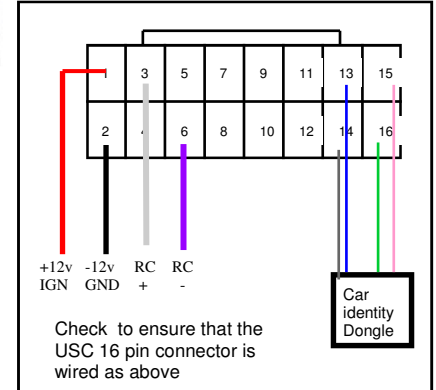 1 3 5 7 9 11 13 15
2 4 6 8 10 12 14 16
+12v -12v RC RC
IGN GND + -
Car
identity
Dongle
Check to ensure that the
USC 16 pin connector is
wired as above